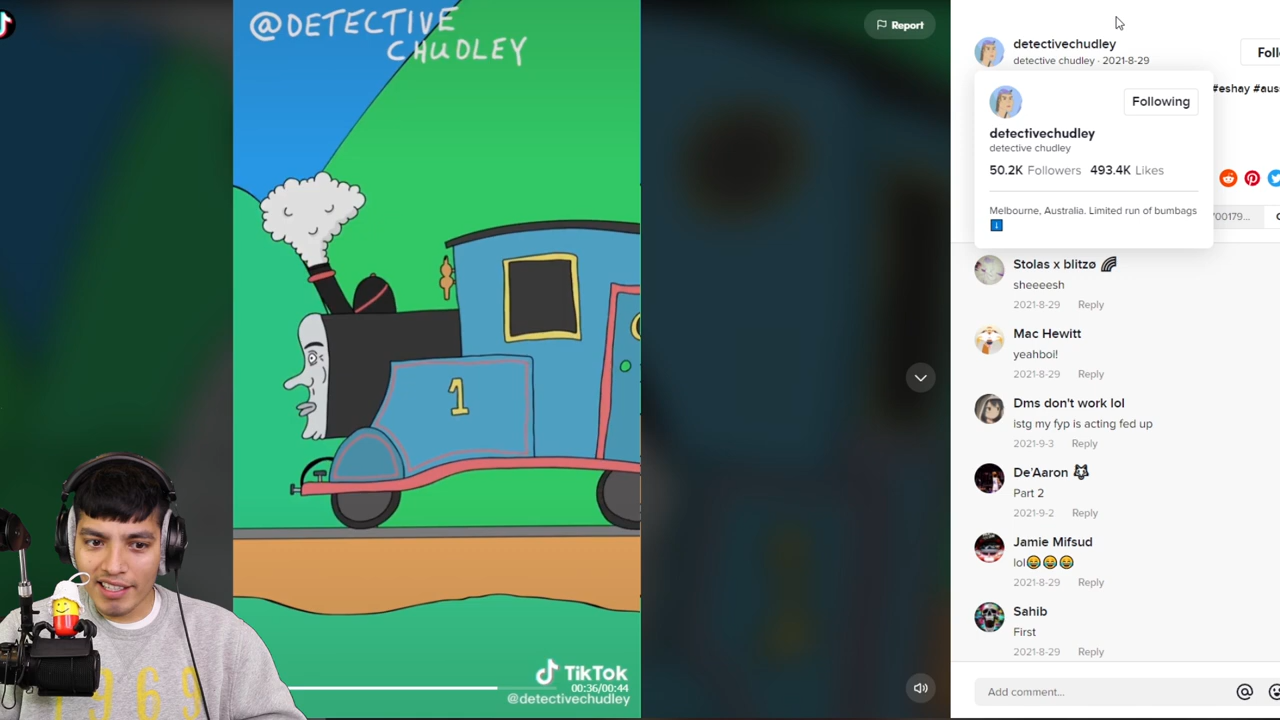 @DETECTIVE
CHUDLEY
Report
1
TikTok
00:36/00:44
@detectivechudley
1969
detectivechudley
detective chudley · 2021-8-29
#eshay
Following
detectivechudley
detective chudley
50.2K Followers 493.4K Likes
Melbourne, Australia. Limited run of bumbags
Stolas x blitzø
sheeeesh
2021-8-29 Reply
Mac Hewitt
yeahboi!
2021-8-29 Reply
Dms don't work lol
istg my fyp is acting fed up
2021-9-3 Reply
De'Aaron
Part 2
2021-9-2 Reply
Jamie Mifsud
lol😂😂😂
2021-8-29 Reply
Sahib
First
2021-8-29 Reply
Add comment...